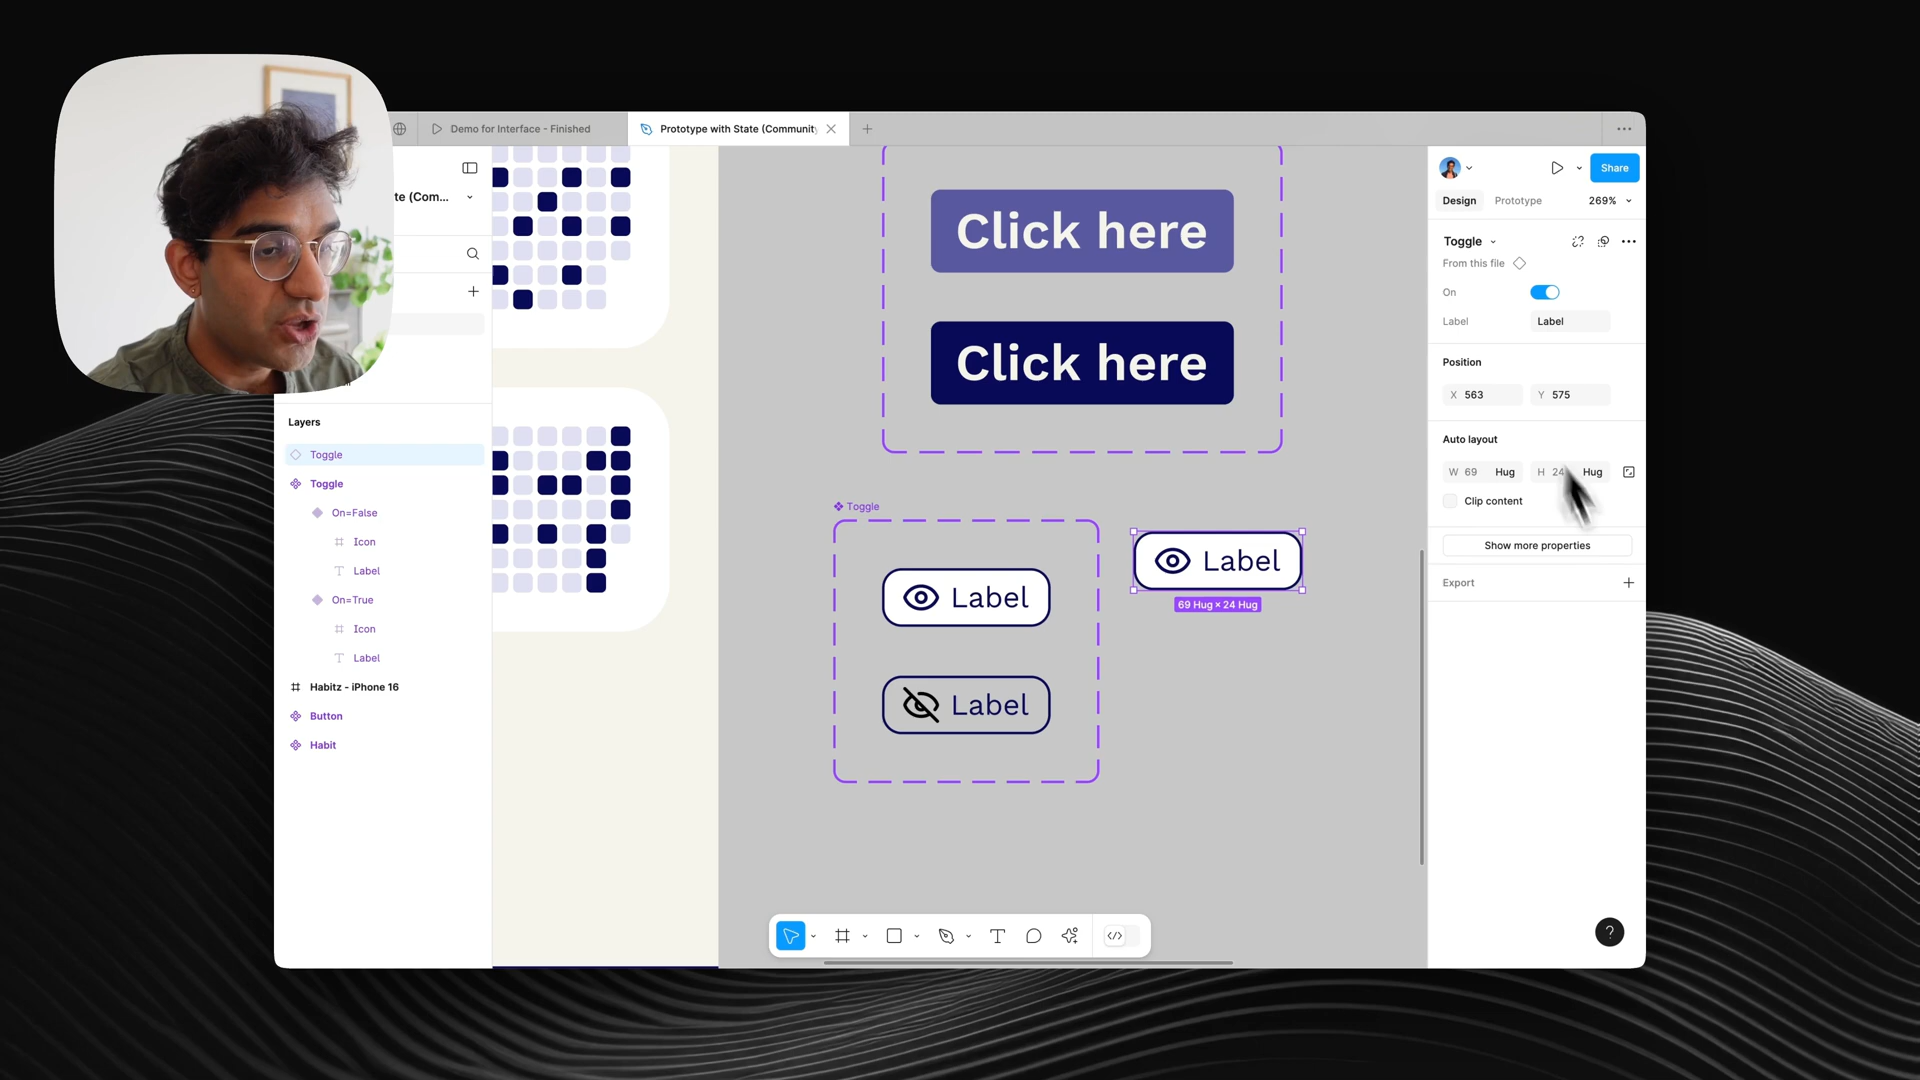 Demo for Interface - Finished
Prototype with State (Community
te (Com...
Layers
Toggle
Toggle
On=False
Icon
Label
On=True
Icon
Label
Habitz - iPhone 16
Button
Habit
Click here
Click here
Toggle
Label
Label
Label
69 Hug × 24 Hug
Share
Design
Prototype
269%
Toggle
From this file
On
Label
Label
Position
X 563
Y 575
Auto layout
W 69 Hug
H 24 Hug
Clip content
Show more properties
Export
?